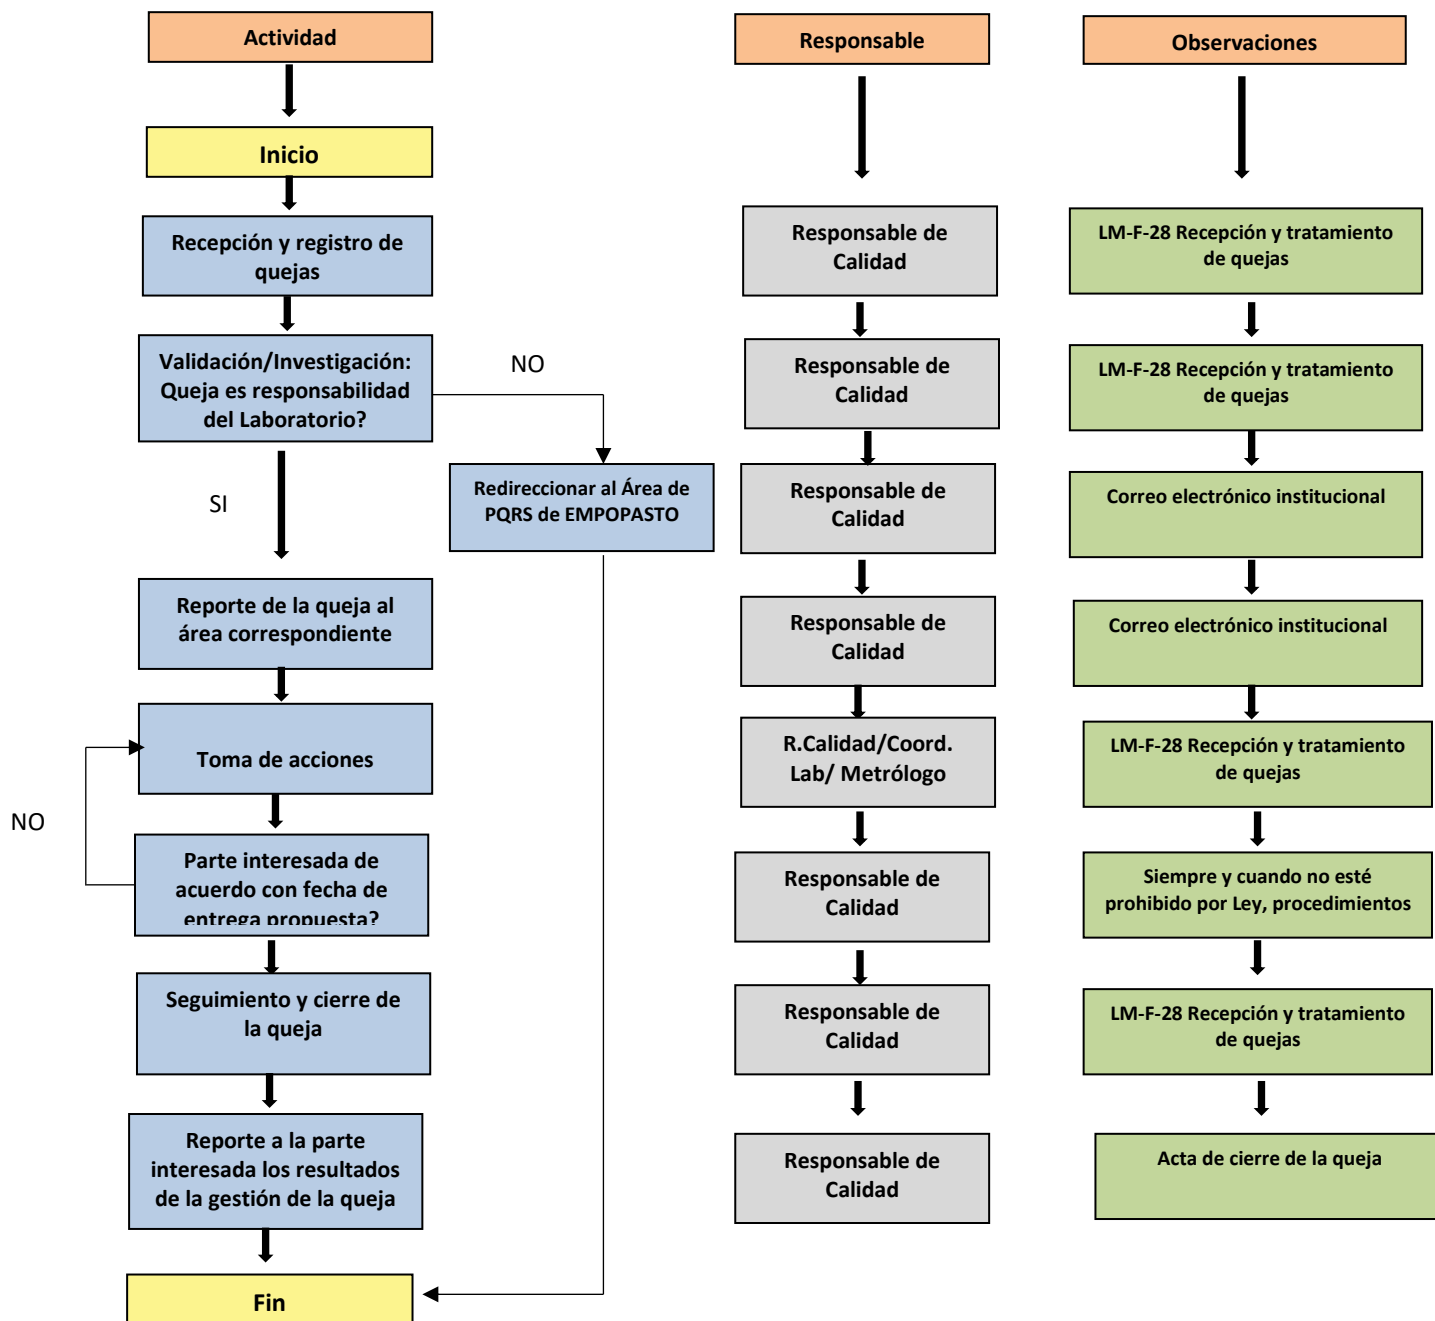 Actividad
Responsable
Observaciones
Inicio
Recepción y registro de
quejas
Responsable de
Calidad
LM-F-28 Recepción y tratamiento
de quejas
Validación/Investigación:
Queja es responsabilidad
del Laboratorio?
NO
Responsable de
Calidad
LM-F-28 Recepción y tratamiento
de quejas
SI
Redireccionar al Área de
PQRS de EMPOPASTO
Responsable de
Calidad
Correo electrónico institucional
Reporte de la queja al
área correspondiente
Responsable de
Calidad
Correo electrónico institucional
Toma de acciones
R.Calidad/Coord.
Lab/ Metrólogo
LM-F-28 Recepción y tratamiento
de quejas
NO
Parte interesada de
acuerdo con fecha de
entrega propuesta?
Responsable de
Calidad
Siempre y cuando no esté
prohibido por Ley, procedimientos
Seguimiento y cierre de
la queja
Responsable de
Calidad
LM-F-28 Recepción y tratamiento
de quejas
Reporte a la parte
interesada los resultados
de la gestión de la queja
Responsable de
Calidad
Acta de cierre de la queja
Fin